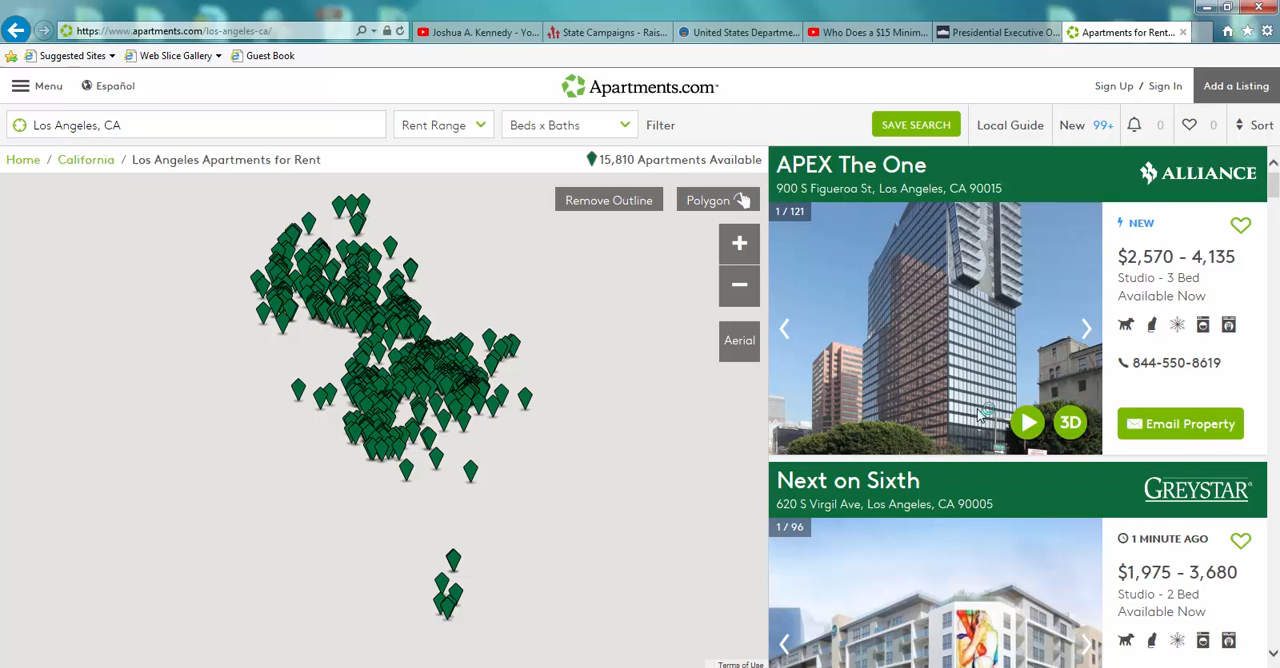 https://www.apartments.com/los-angeles-ca/
Joshua A. Kennedy - Yo...
State Campaigns - Rais...
United States Departme...
Who Does a $15 Minim...
Presidential Executive O...
Apartments for Rent...
Suggested Sites
Web Slice Gallery
Guest Book
Menu
Español
Apartments.com™
Sign Up / Sign In
Add a Listing
Los Angeles, CA
Rent Range
Beds x Baths
Filter
SAVE SEARCH
Local Guide
New 99+
0
0
Sort
Home / California / Los Angeles Apartments for Rent
15,810 Apartments Available
Remove Outline
Polygon
+
−
Aerial
Terms of Use
APEX The One
900 S Figueroa St, Los Angeles, CA 90015
ALLIANCE
1 / 121
3D
NEW
$2,570 - 4,135
Studio - 3 Bed
Available Now
844-550-8619
Email Property
Next on Sixth
620 S Virgil Ave, Los Angeles, CA 90005
GREYSTAR
1 / 96
1 MINUTE AGO
$1,975 - 3,680
Studio - 2 Bed
Available Now